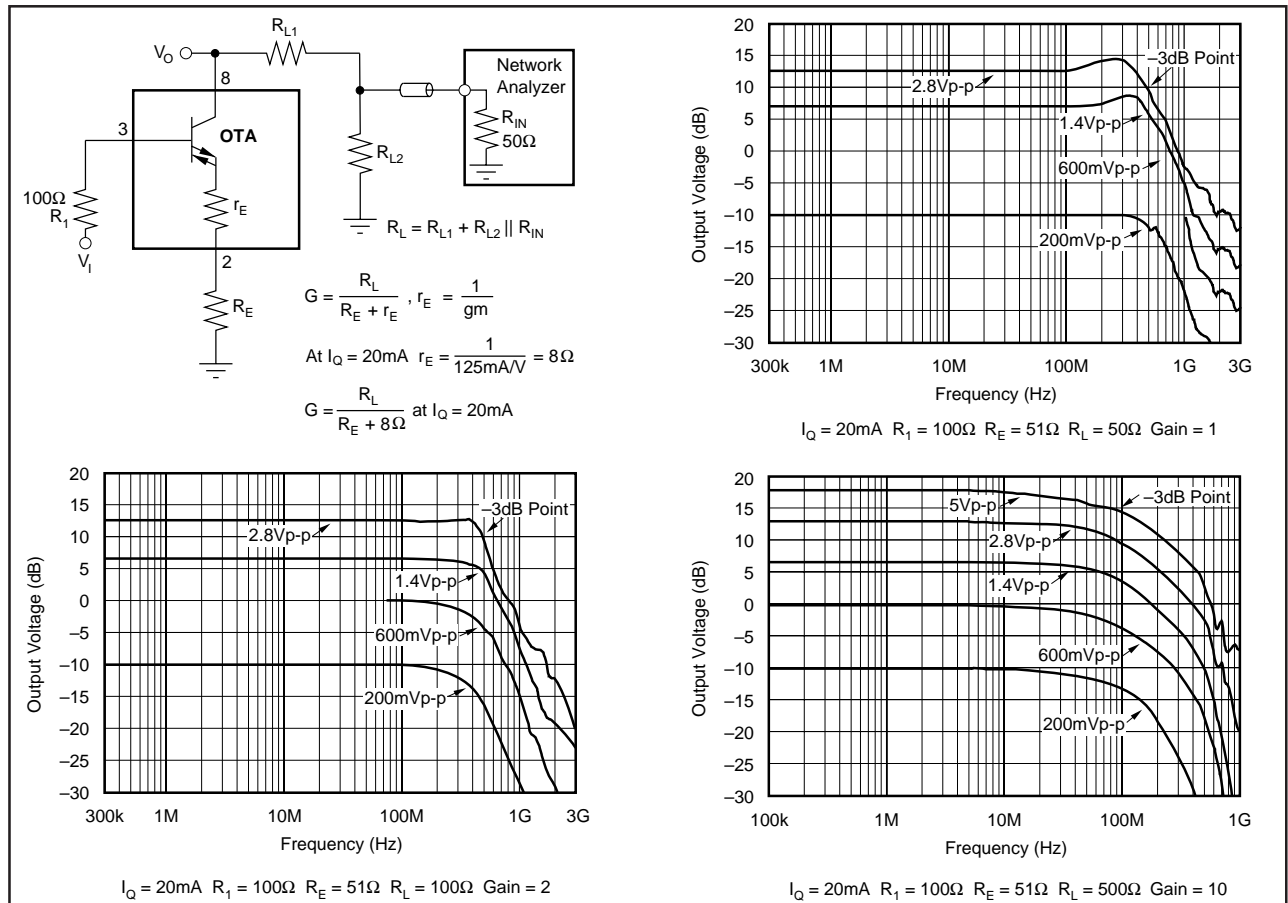 R_L1
V_O
8
Network Analyzer
3
OTA
R_IN
50Ω
R_L2
100Ω
R_1
r_E
V_I
R_L = R_L1 + R_L2 || R_IN
2
R_E
G = R_L / (R_E + r_E) , r_E = 1 / gm
At I_Q = 20mA r_E = 1 / 125mA/V = 8Ω
G = R_L / (R_E + 8Ω) at I_Q = 20mA
20
15
10
5
0
–5
–10
–15
–20
–25
–30
Output Voltage (dB)
–3dB Point
2.8Vp-p
1.4Vp-p
600mVp-p
200mVp-p
300k 1M 10M 100M 1G 3G
Frequency (Hz)
I_Q = 20mA R_1 = 100Ω R_E = 51Ω R_L = 50Ω Gain = 1
20
15
10
5
0
–5
–10
–15
–20
–25
–30
Output Voltage (dB)
–3dB Point
2.8Vp-p
1.4Vp-p
600mVp-p
200mVp-p
300k 1M 10M 100M 1G 3G
Frequency (Hz)
I_Q = 20mA R_1 = 100Ω R_E = 51Ω R_L = 100Ω Gain = 2
20
15
10
5
0
–5
–10
–15
–20
–25
–30
Output Voltage (dB)
5Vp-p
–3dB Point
2.8Vp-p
1.4Vp-p
600mVp-p
200mVp-p
100k 1M 10M 100M 1G
Frequency (Hz)
I_Q = 20mA R_1 = 100Ω R_E = 51Ω R_L = 500Ω Gain = 10